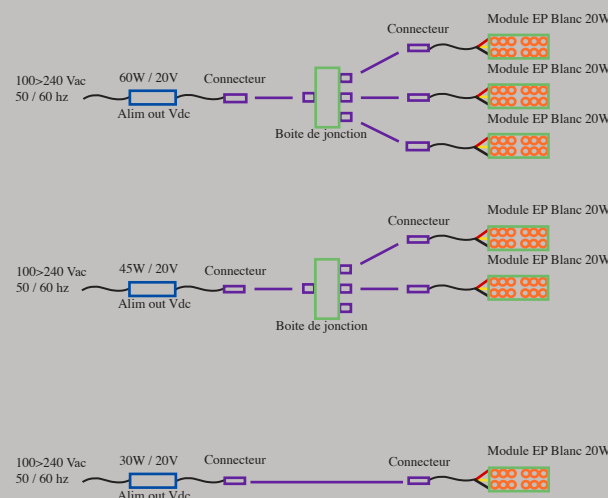 Connecteur
Module EP Blanc 20W
100>240 Vac
50 / 60 hz
60W / 20V
Alim out Vdc
Connecteur
Boite de jonction
Module EP Blanc 20W
Module EP Blanc 20W
Connecteur
Module EP Blanc 20W
100>240 Vac
50 / 60 hz
45W / 20V
Alim out Vdc
Connecteur
Boite de jonction
Module EP Blanc 20W
100>240 Vac
50 / 60 hz
30W / 20V
Alim out Vdc
Connecteur
Connecteur
Module EP Blanc 20W